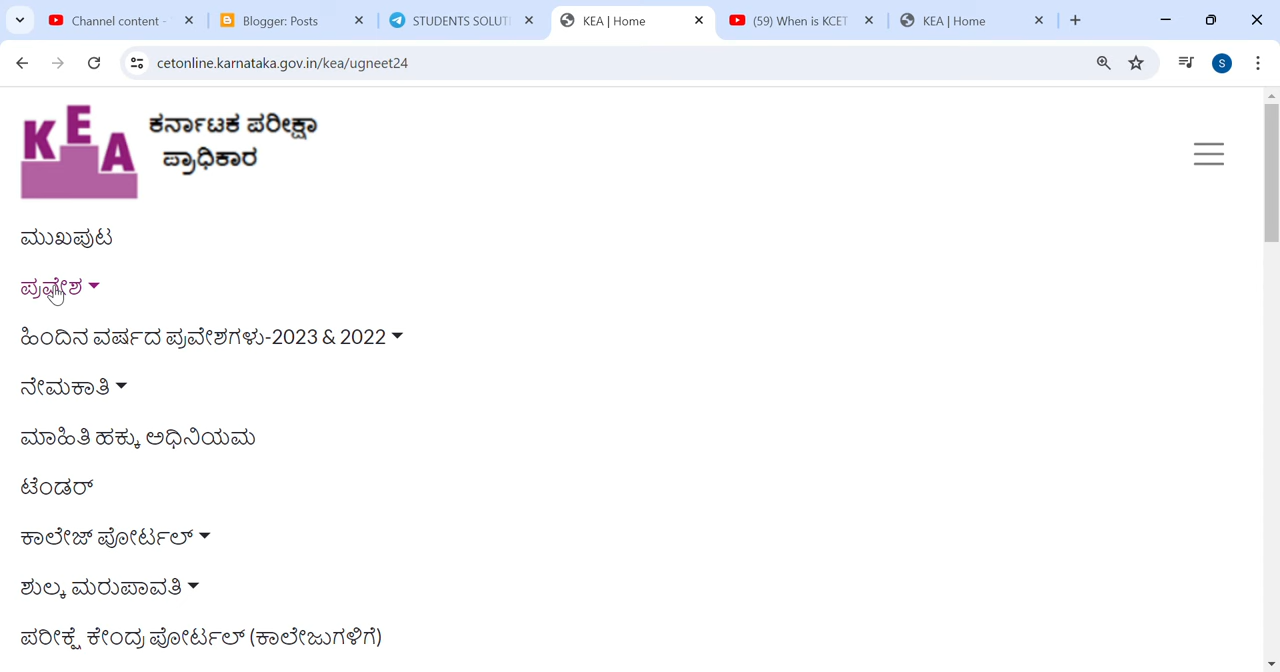 Channel content -
Blogger: Posts
STUDENTS SOLUTI
KEA | Home
(59) When is KCET
KEA | Home
cetonline.karnataka.gov.in/kea/ugneet24
S
KEA
ಕರ್ನಾಟಕ ಪರೀಕ್ಷಾ
ಪ್ರಾಧಿಕಾರ
ಮುಖಪುಟ
ಪ್ರವೇಶ
ಹಿಂದಿನ ವರ್ಷದ ಪ್ರವೇಶಗಳು-2023 & 2022
ನೇಮಕಾತಿ
ಮಾಹಿತಿ ಹಕ್ಕು ಅಧಿನಿಯಮ
ಟೆಂಡರ್
ಕಾಲೇಜ್ ಪೋರ್ಟಲ್
ಶುಲ್ಕ ಮರುಪಾವತಿ
ಪರೀಕ್ಷೆ ಕೇಂದ್ರ ಪೋರ್ಟಲ್ (ಕಾಲೇಜುಗಳಿಗೆ)